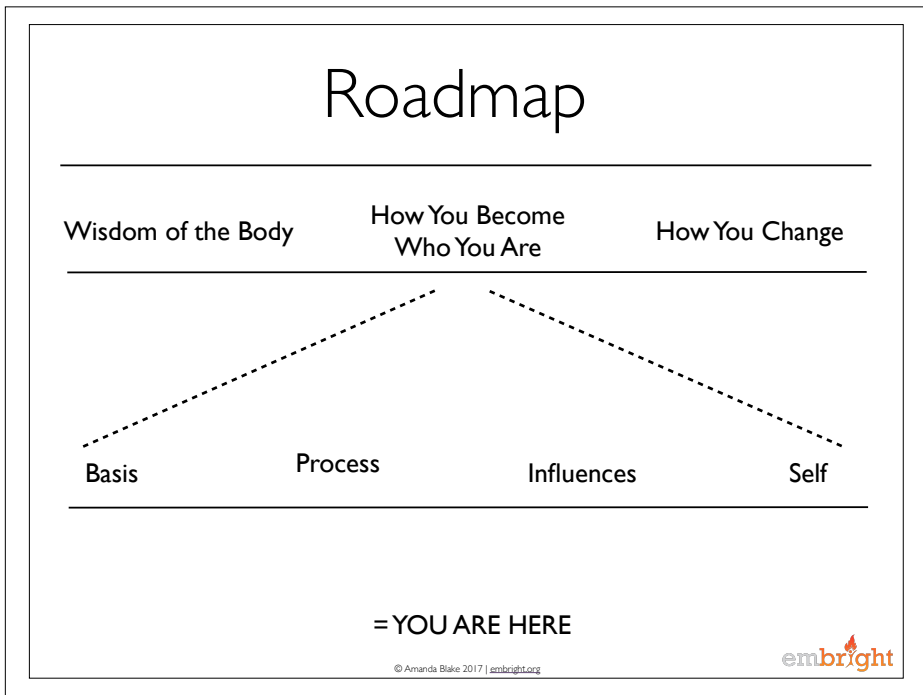 Roadmap
Wisdom of the Body
How You Become
Who You Are
How You Change
Basis
Process
Influences
Self
= YOU ARE HERE
© Amanda Blake 2017 | embright.org
embright